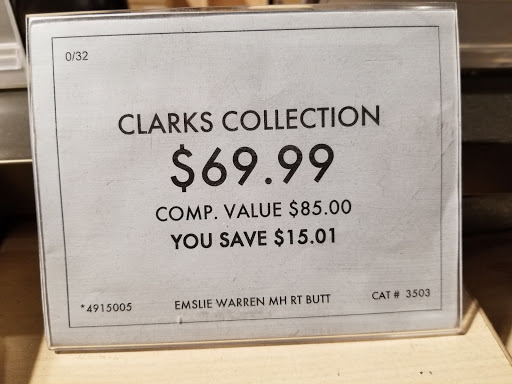 0/32
CLARKS COLLECTION
$69.99
COMP. VALUE $85.00
YOU SAVE $15.01
*4915005 EMSLIE WARREN MH RT BUTT CAT # 3503